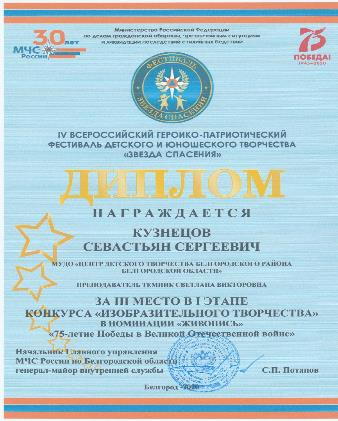 30 ЛЕТ
МЧС
России
Министерство Российской Федерации
по делам гражданской обороны, чрезвычайным ситуациям
и ликвидации последствий стихийных бедствий
75
ПОБЕДА!
1945-2020
ФЕСТИВАЛЬ
ЗВЕЗДА СПАСЕНИЯ
IV ВСЕРОССИЙСКИЙ ГЕРОИКО-ПАТРИОТИЧЕСКИЙ
ФЕСТИВАЛЬ ДЕТСКОГО И ЮНОШЕСКОГО ТВОРЧЕСТВА
«ЗВЕЗДА СПАСЕНИЯ»
ДИПЛОМ
НАГРАЖДАЕТСЯ
КУЗНЕЦОВ
СЕВАСТЬЯН СЕРГЕЕВИЧ
МУДО «ЦЕНТР ДЕТСКОГО ТВОРЧЕСТВА БЕЛГОРОДСКОГО РАЙОНА
БЕЛГОРОДСКОЙ ОБЛАСТИ»
ПРЕПОДАВАТЕЛЬ ТЕМНИК СВЕТЛАНА ВИКТОРОВНА
ЗА III МЕСТО В I ЭТАПЕ
КОНКУРСА «ИЗОБРАЗИТЕЛЬНОГО ТВОРЧЕСТВА»
В НОМИНАЦИИ «ЖИВОПИСЬ»
«75-летие Победы в Великой Отечественной войне»
Начальник Главного управления
МЧС России по Белгородской области
генерал-майор внутренней службы
С.П. Потапов
Белгород -2020